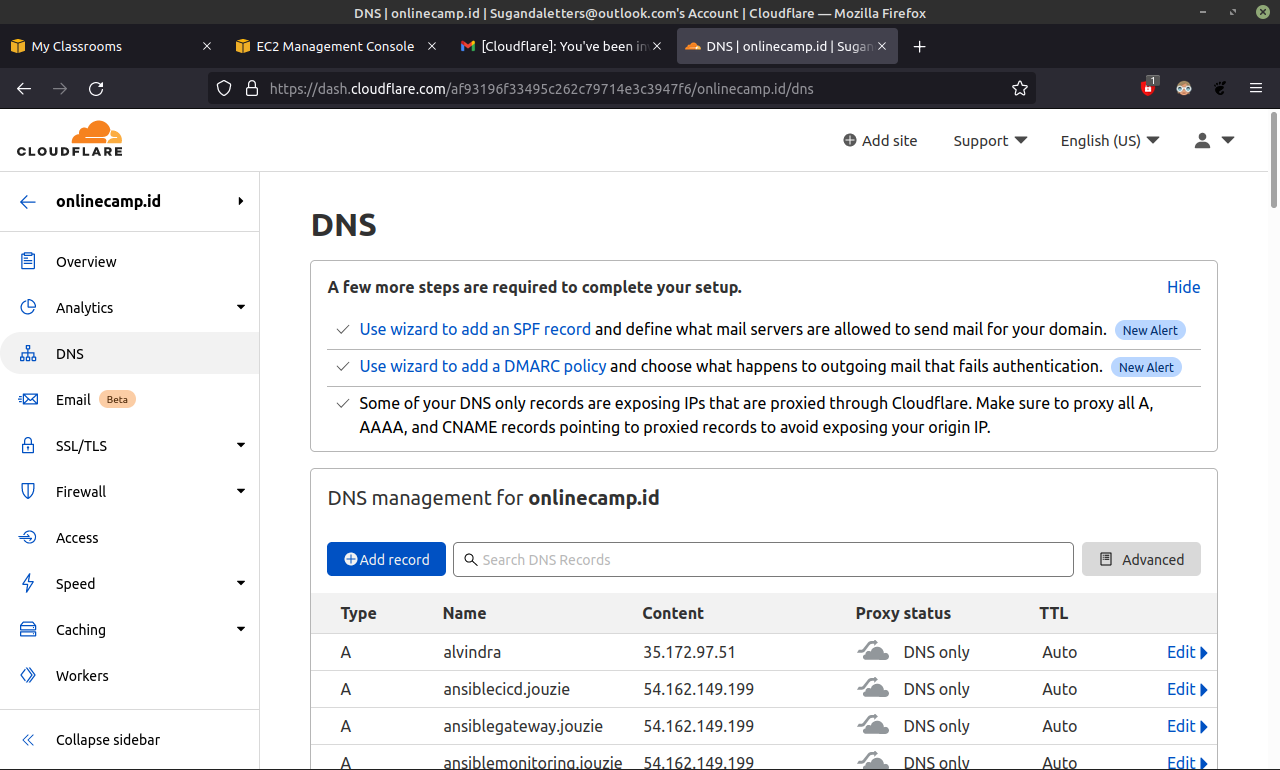 DNS | onlinecamp.id | Sugandaletters@outlook.com's Account | Cloudflare — Mozilla Firefox
My Classrooms
EC2 Management Console
[Cloudflare]: You've been in
DNS | onlinecamp.id | Sugan
https://dash.cloudflare.com/af93196f33495c262c79714e3c3947f6/onlinecamp.id/dns
1
CLOUDFLARE
Add site
Support
English (US)
onlinecamp.id
Overview
Analytics
DNS
Email Beta
SSL/TLS
Firewall
Access
Speed
Caching
Workers
Collapse sidebar
DNS
A few more steps are required to complete your setup.
Hide
Use wizard to add an SPF record and define what mail servers are allowed to send mail for your domain. New Alert
Use wizard to add a DMARC policy and choose what happens to outgoing mail that fails authentication. New Alert
Some of your DNS only records are exposing IPs that are proxied through Cloudflare. Make sure to proxy all A,
AAAA, and CNAME records pointing to proxied records to avoid exposing your origin IP.
DNS management for onlinecamp.id
Add record
Search DNS Records
Advanced
Type Name Content Proxy status TTL
A alvindra 35.172.97.51 DNS only Auto Edit
A ansiblecicd.jouzie 54.162.149.199 DNS only Auto Edit
A ansiblegateway.jouzie 54.162.149.199 DNS only Auto Edit
A ansiblemonitoring.jouzie 54.162.149.199 DNS only Auto Edit